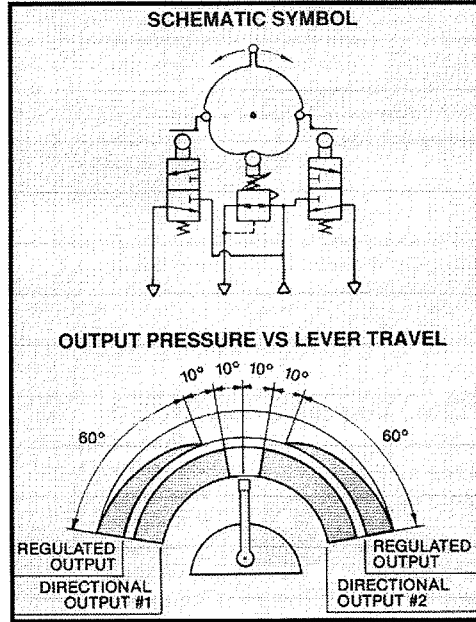 SCHEMATIC SYMBOL
OUTPUT PRESSURE VS LEVER TRAVEL
10° 10° 10° 10°
60° 60°
REGULATED OUTPUT
REGULATED OUTPUT
DIRECTIONAL OUTPUT #1
DIRECTIONAL OUTPUT #2